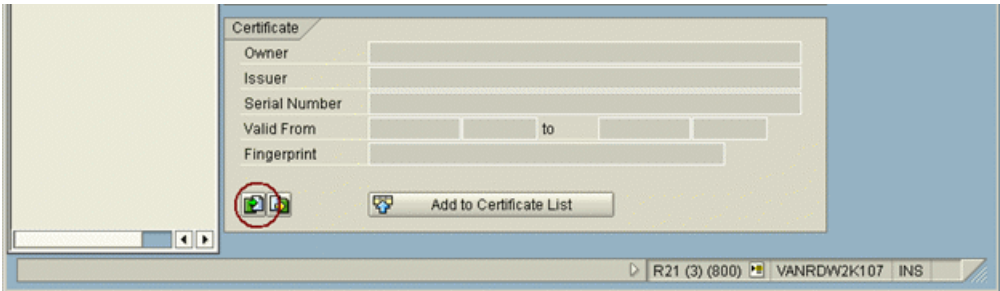 Certificate
Owner
Issuer
Serial Number
Valid From to
Fingerprint
Add to Certificate List
R21 (3) (800) VANRDW2K107 INS